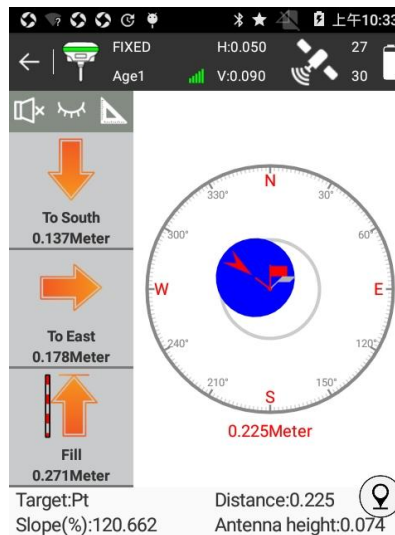 上午10:33
FIXED
H:0.050
27
Age1
V:0.090
30
To South
0.137Meter
To East
0.178Meter
Fill
0.271Meter
N
30°
60°
E
120°
150°
S
210°
240°
W
300°
330°
0.225Meter
Target:Pt
Distance:0.225
Slope(%):120.662
Antenna height:0.074